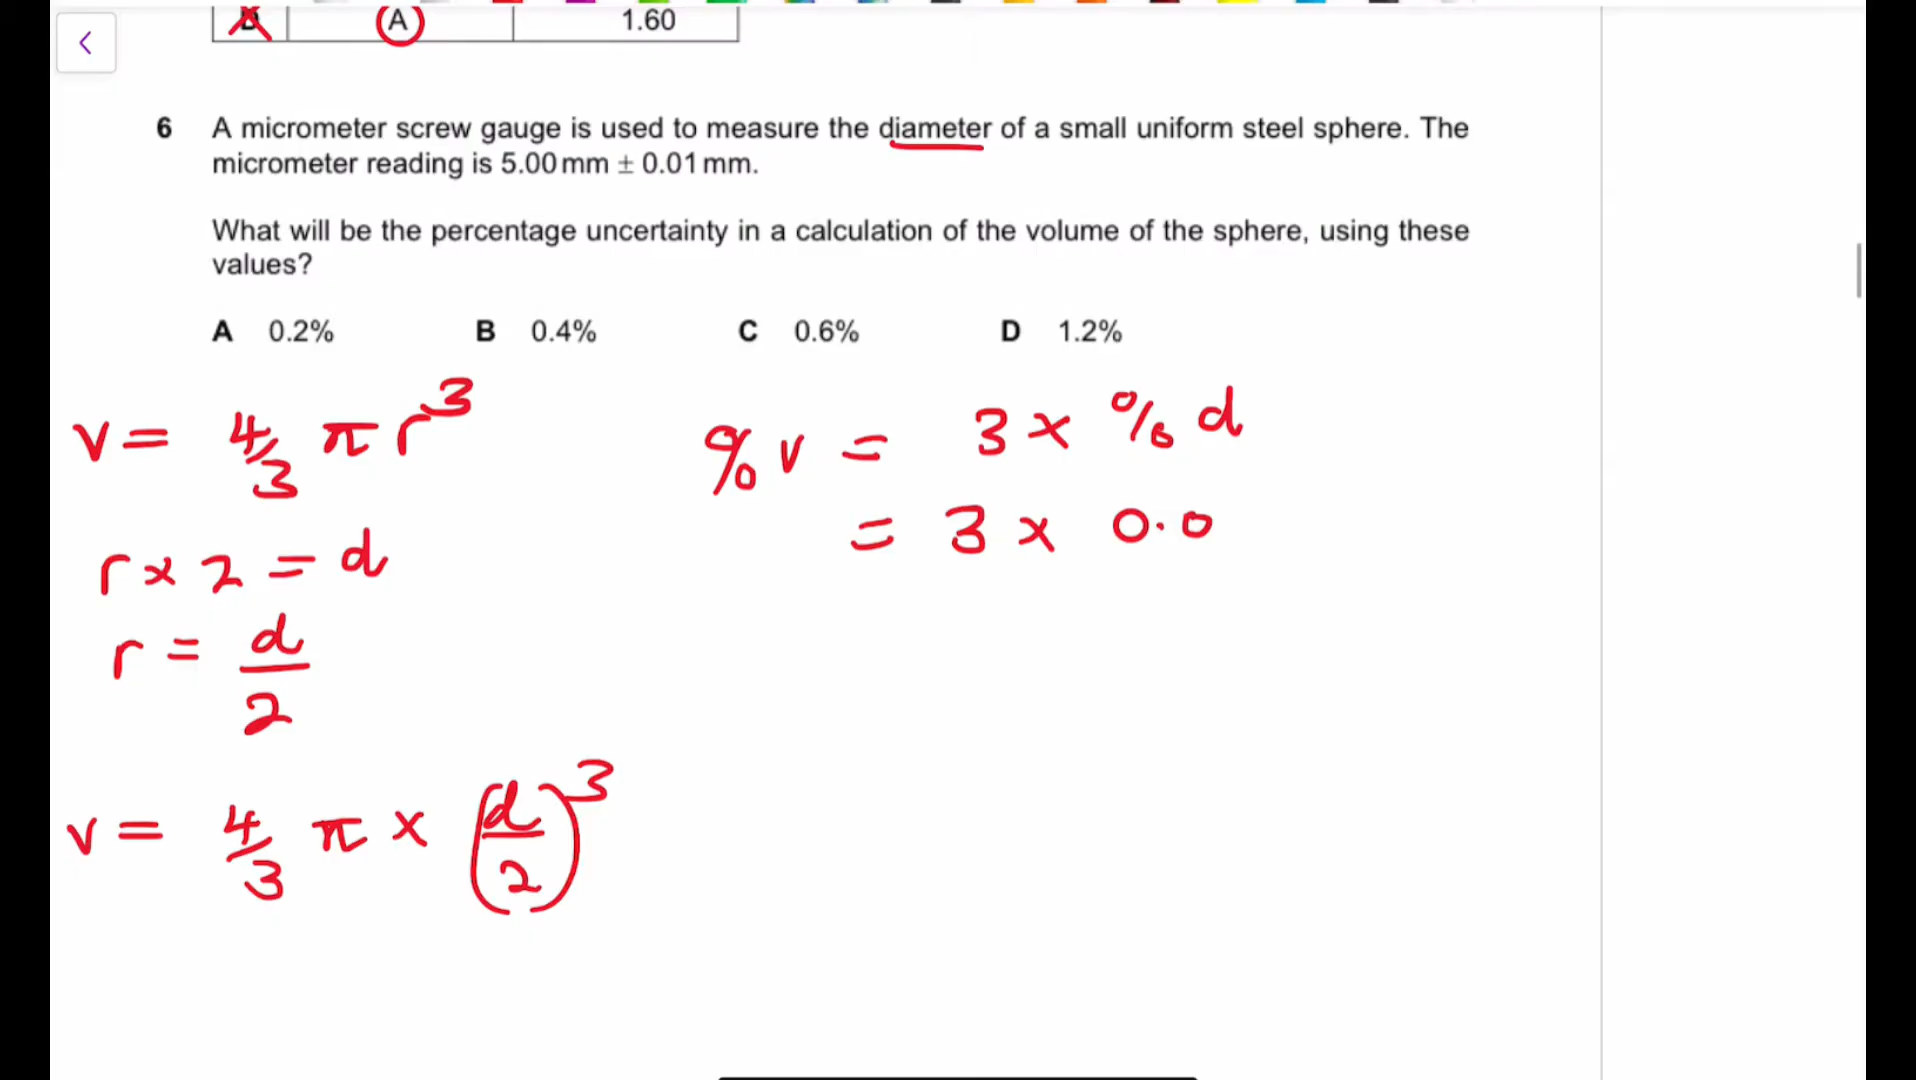 A 1.60
6 A micrometer screw gauge is used to measure the diameter of a small uniform steel sphere. The
micrometer reading is 5.00 mm ± 0.01 mm.
What will be the percentage uncertainty in a calculation of the volume of the sphere, using these
values?
A 0.2% B 0.4% C 0.6% D 1.2%
v = 4/3 π r³
r × 2 = d
r = d/2
v = 4/3 π × (d/2)³
% v = 3 × % d
= 3 × 0.0